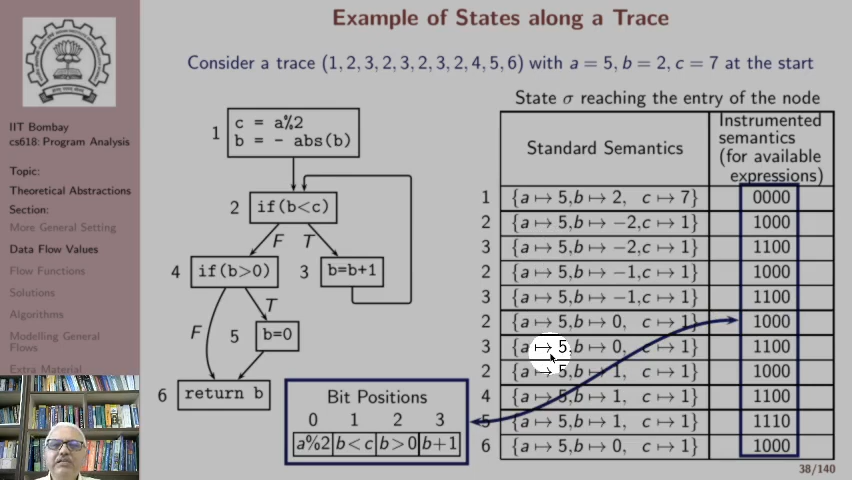 Example of States along a Trace
Consider a trace (1, 2, 3, 2, 3, 2, 3, 2, 4, 5, 6) with a = 5, b = 2, c = 7 at the start
IIT Bombay
cs618: Program Analysis
Topic:
Theoretical Abstractions
Section:
More General Setting
Data Flow Values
Flow Functions
Solutions
Algorithms
Modelling General
Flows
Extra Material
1
c = a%2
b = - abs(b)
2 if(b<c)
F T
4 if(b>0) 3 b=b+1
F T
5 b=0
6 return b
Bit Positions
0 1 2 3
a%2 b < c b > 0 b + 1
State σ reaching the entry of the node
Standard Semantics
Instrumented
semantics
(for available
expressions)
1 {a ↦ 5, b ↦ 2, c ↦ 7} 0000
2 {a ↦ 5, b ↦ −2, c ↦ 1} 1000
3 {a ↦ 5, b ↦ −2, c ↦ 1} 1100
2 {a ↦ 5, b ↦ −1, c ↦ 1} 1000
3 {a ↦ 5, b ↦ −1, c ↦ 1} 1100
2 {a ↦ 5, b ↦ 0, c ↦ 1} 1000
3 {a ↦ 5, b ↦ 0, c ↦ 1} 1100
2 {a ↦ 5, b ↦ 1, c ↦ 1} 1000
4 {a ↦ 5, b ↦ 1, c ↦ 1} 1100
5 {a ↦ 5, b ↦ 1, c ↦ 1} 1110
6 {a ↦ 5, b ↦ 0, c ↦ 1} 1000
38/140